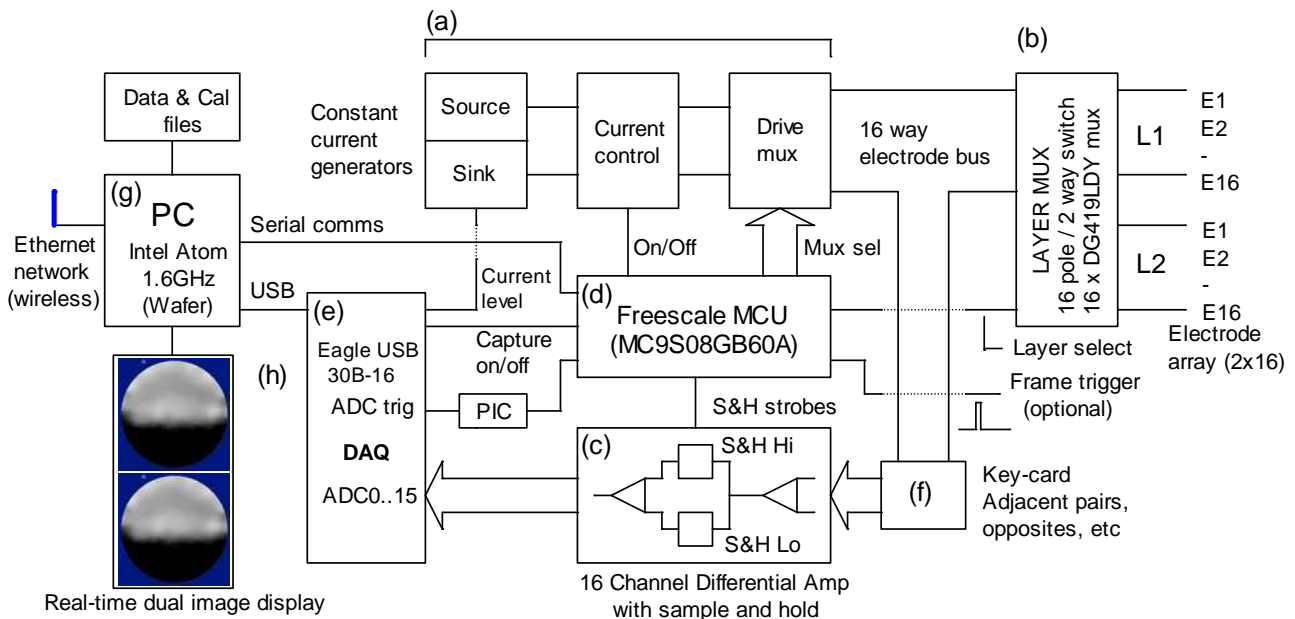 (a)
(b)
Data & Cal
files
Constant
current
generators
Source
Sink
Current
control
Drive
mux
16 way
electrode bus
LAYER MUX
16 pole / 2 way switch
16 x DG419LDY mux
L1
E1
E2
-
E16
L2
E1
E2
-
E16
Electrode
array (2x16)
(g)
PC
Intel Atom
1.6GHz
(Wafer)
Ethernet
network
(wireless)
Serial comms
USB
On/Off
Mux sel
Current
level
(d)
Freescale MCU
(MC9S08GB60A)
Layer select
Frame trigger
(optional)
(e)
Eagle USB
30B-16
ADC trig
DAQ
ADC0..15
Capture
on/off
PIC
(h)
S&H strobes
(c)
S&H Hi
S&H Lo
(f)
Key-card
Adjacent pairs,
opposites, etc
16 Channel Differential Amp
with sample and hold
Real-time dual image display